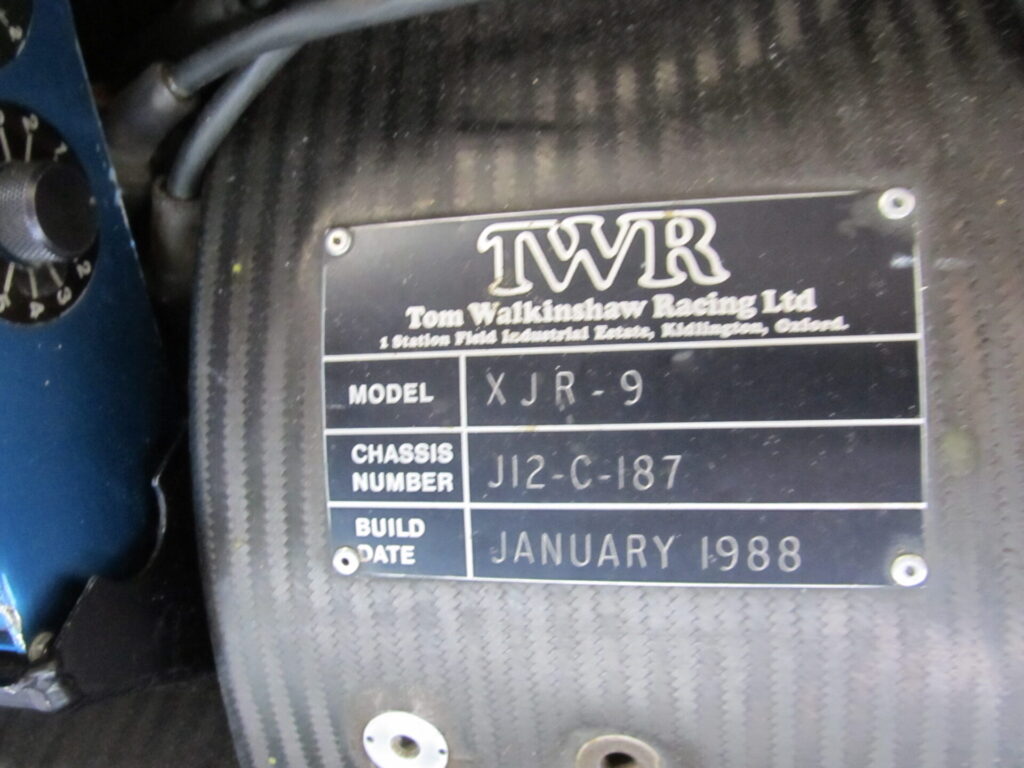 TWR
Tom Walkinshaw Racing Ltd
1 Station Field Industrial Estate, Kidlington, Oxford.
MODEL XJR-9
CHASSIS NUMBER J12-C-187
BUILD DATE JANUARY 1988